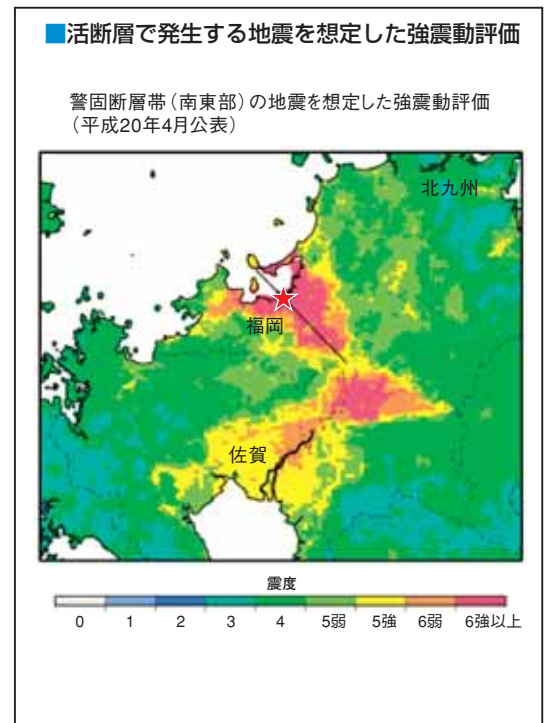 ■活断層で発生する地震を想定した強震動評価
警固断層帯（南東部）の地震を想定した強震動評価
（平成20年4月公表）
北九州
福岡
佐賀
震度
0 1 2 3 4 5弱 5強 6弱 6強以上